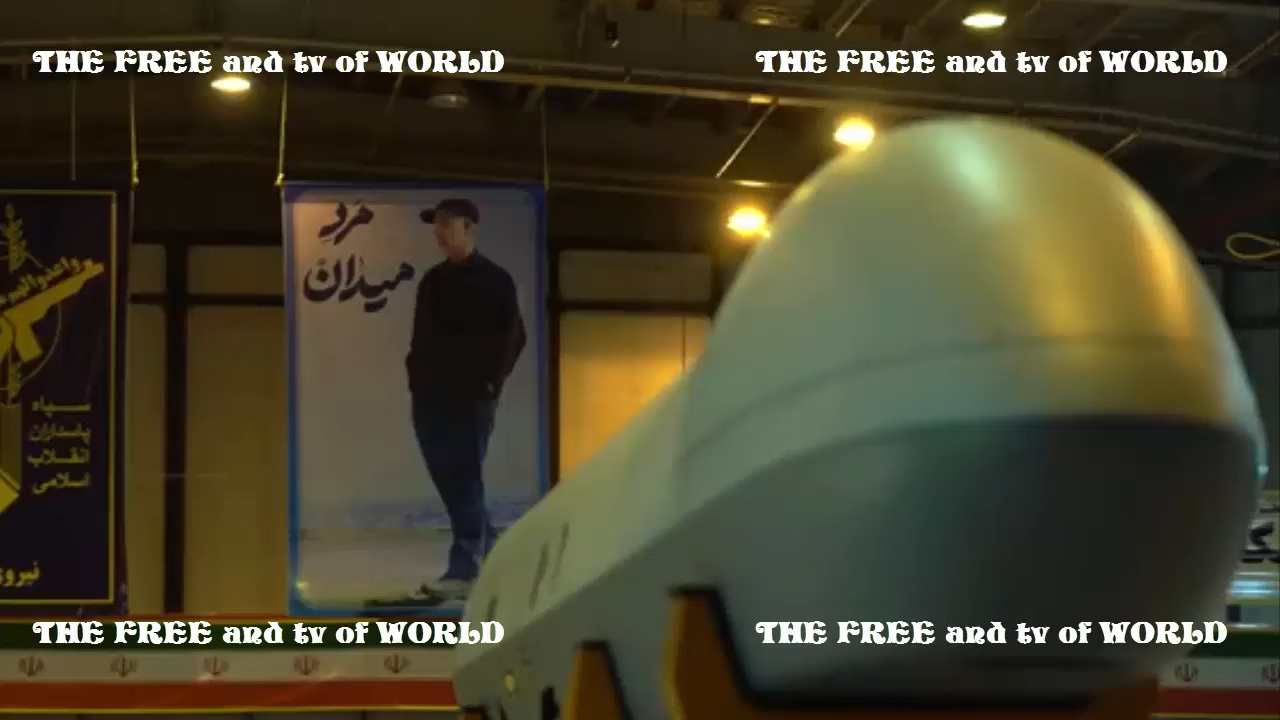 THE FREE and tv of WORLD
THE FREE and tv of WORLD
مرد
میدان
واعدوالهم
سپاه
پاسداران
انقلاب
اسلامی
THE FREE and tv of WORLD
THE FREE and tv of WORLD